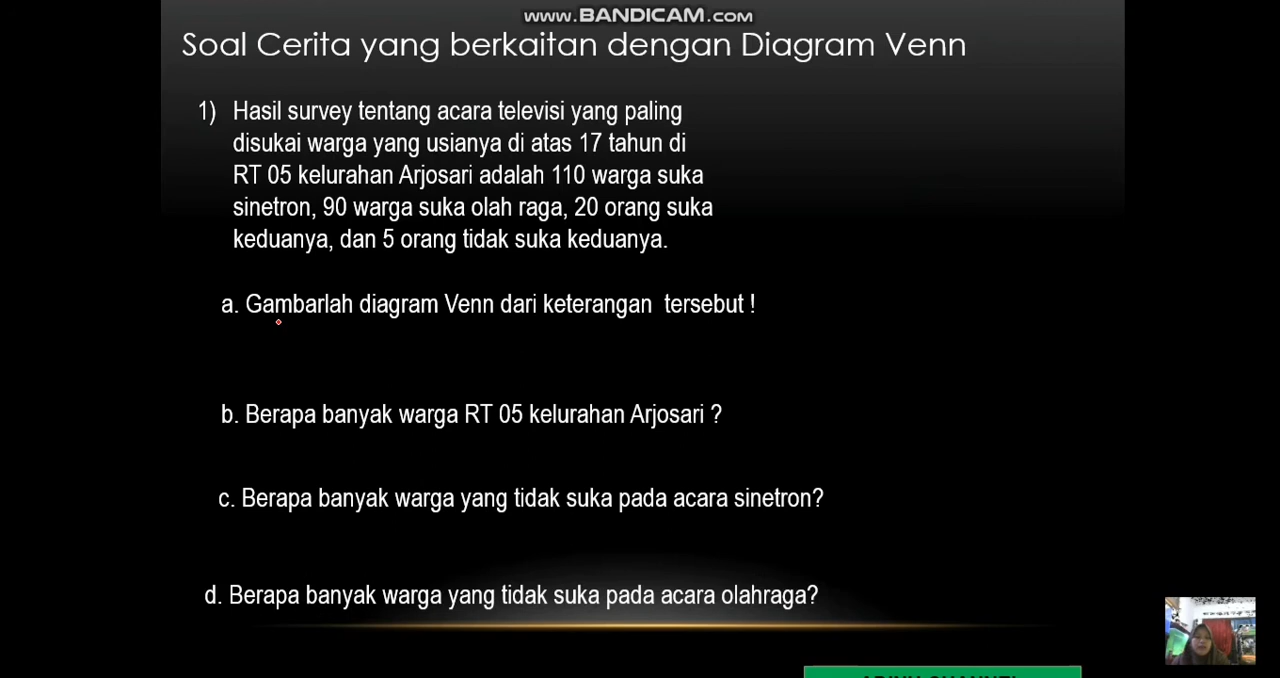 www.BANDICAM.com
Soal Cerita yang berkaitan dengan Diagram Venn
1) Hasil survey tentang acara televisi yang paling
disukai warga yang usianya di atas 17 tahun di
RT 05 kelurahan Arjosari adalah 110 warga suka
sinetron, 90 warga suka olah raga, 20 orang suka
keduanya, dan 5 orang tidak suka keduanya.
a. Gambarlah diagram Venn dari keterangan tersebut !
b. Berapa banyak warga RT 05 kelurahan Arjosari ?
c. Berapa banyak warga yang tidak suka pada acara sinetron?
d. Berapa banyak warga yang tidak suka pada acara olahraga?